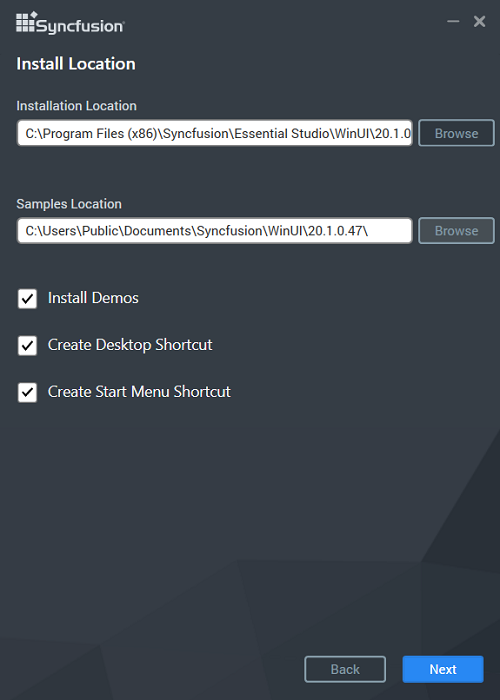 Syncfusion
Install Location
Installation Location
C:\Program Files (x86)\Syncfusion\Essential Studio\WinUI\20.1.0
Browse
Samples Location
C:\Users\Public\Documents\Syncfusion\WinUI\20.1.0.47\
Browse
Install Demos
Create Desktop Shortcut
Create Start Menu Shortcut
Back
Next